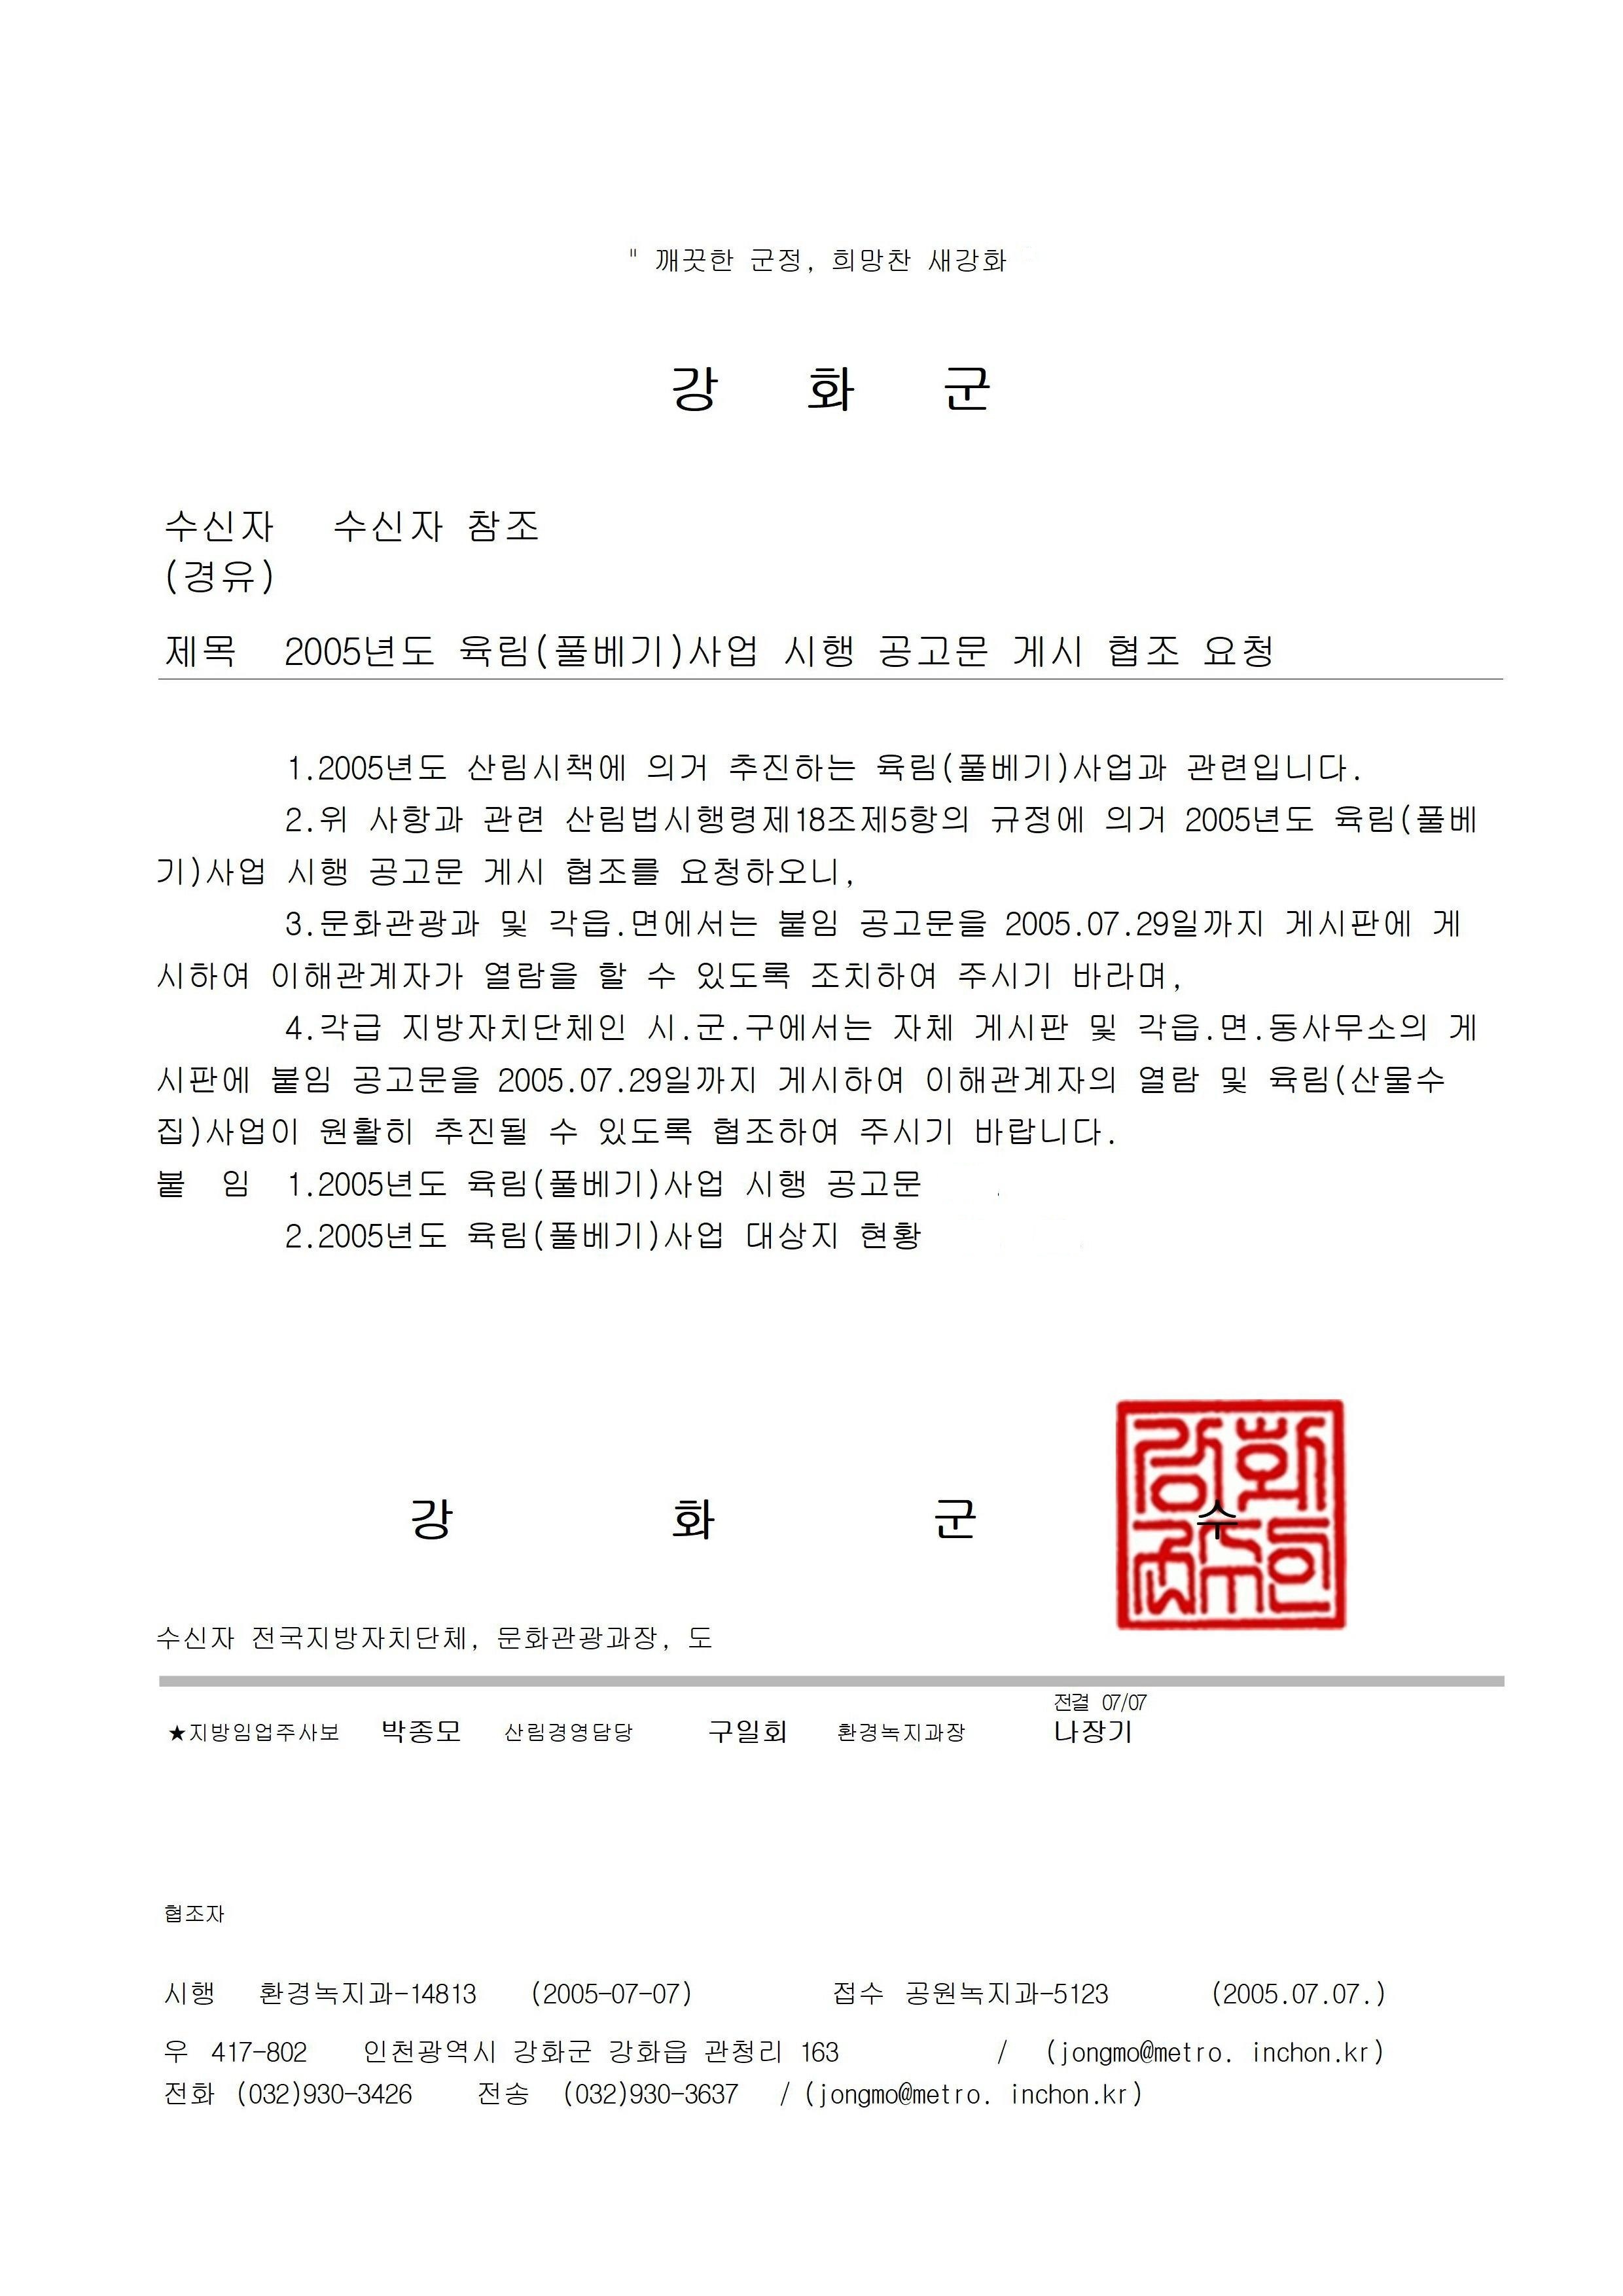 " 깨끗한 군정, 희망찬 새강화
강 화 군
수신자 수신자 참조
(경유)
제목 2005년도 육림(풀베기)사업 시행 공고문 게시 협조 요청
1.2005년도 산림시책에 의거 추진하는 육림(풀베기)사업과 관련입니다.
2.위 사항과 관련 산림법시행령제18조제5항의 규정에 의거 2005년도 육림(풀베
기)사업 시행 공고문 게시 협조를 요청하오니,
3.문화관광과 및 각읍.면에서는 붙임 공고문을 2005.07.29일까지 게시판에 게
시하여 이해관계자가 열람을 할 수 있도록 조치하여 주시기 바라며,
4.각급 지방자치단체인 시.군.구에서는 자체 게시판 및 각읍.면.동사무소의 게
시판에 붙임 공고문을 2005.07.29일까지 게시하여 이해관계자의 열람 및 육림(산물수
집)사업이 원활히 추진될 수 있도록 협조하여 주시기 바랍니다.
붙 임 1.2005년도 육림(풀베기)사업 시행 공고문 .
2.2005년도 육림(풀베기)사업 대상지 현황
강 화 군 수
강화군수인
수신자 전국지방자치단체, 문화관광과장, 도
전결 07/07
★지방임업주사보 박종모 산림경영담당 구일회 환경녹지과장 나장기
협조자
시행 환경녹지과-14813 (2005-07-07) 접수 공원녹지과-5123 (2005.07.07.)
우 417-802 인천광역시 강화군 강화읍 관청리 163 / (jongmo@metro. inchon.kr)
전화 (032)930-3426 전송 (032)930-3637 / (jongmo@metro. inchon.kr)